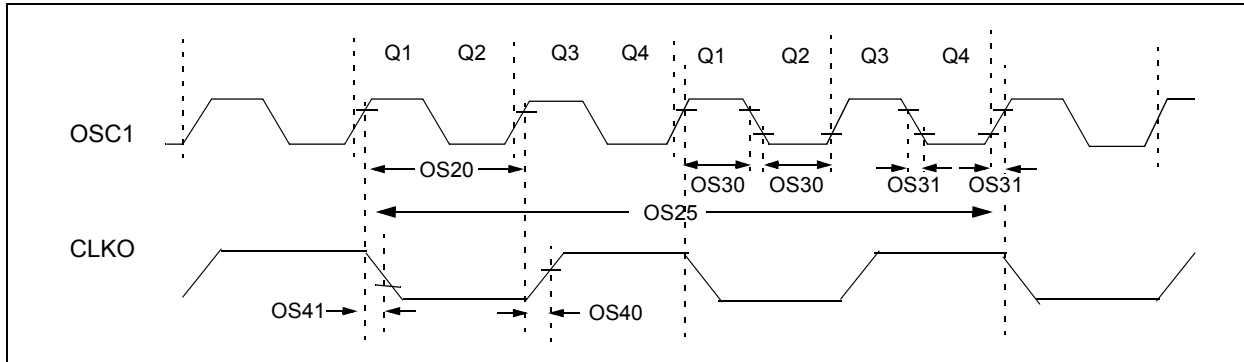 Q1 Q2 Q3 Q4 Q1 Q2 Q3 Q4
OSC1
OS20
OS30 OS30 OS31 OS31
OS25
CLKO
OS41 OS40